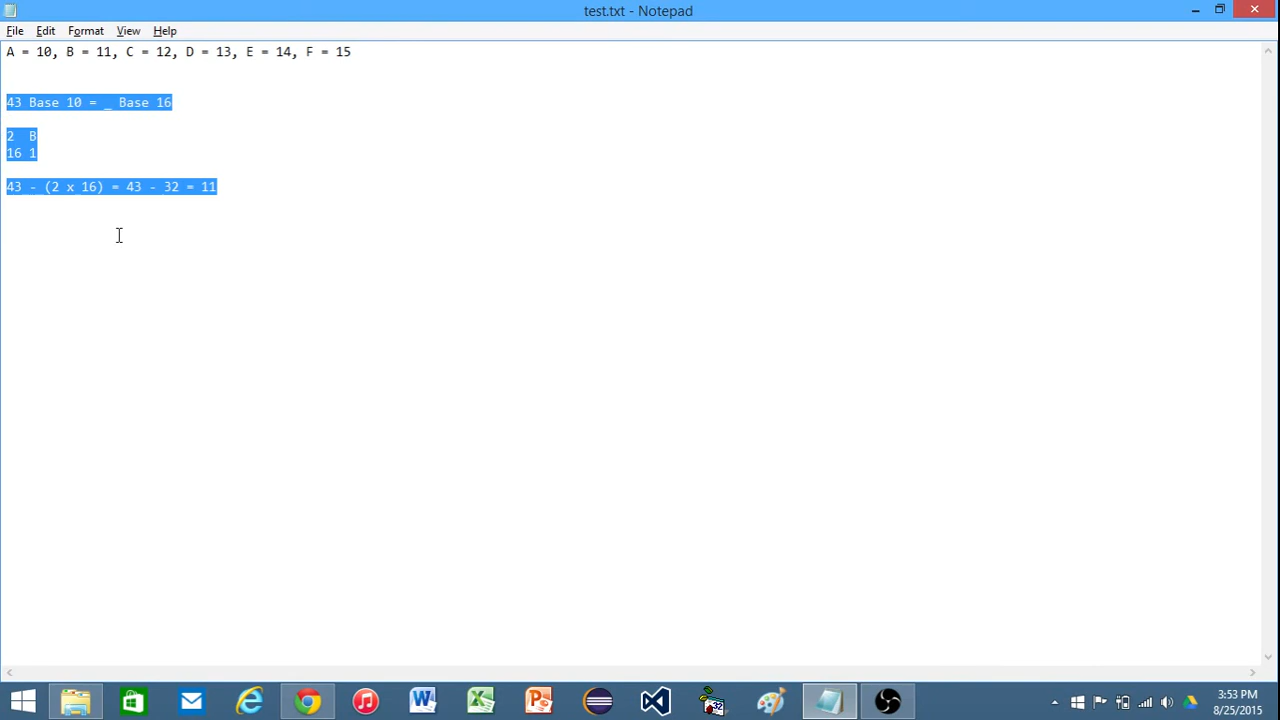 test.txt - Notepad
File Edit Format View Help
A = 10, B = 11, C = 12, D = 13, E = 14, F = 15
43 Base 10 = _ Base 16
2  B
16 1
43 - (2 x 16) = 43 - 32 = 11
32
3:53 PM
8/25/2015